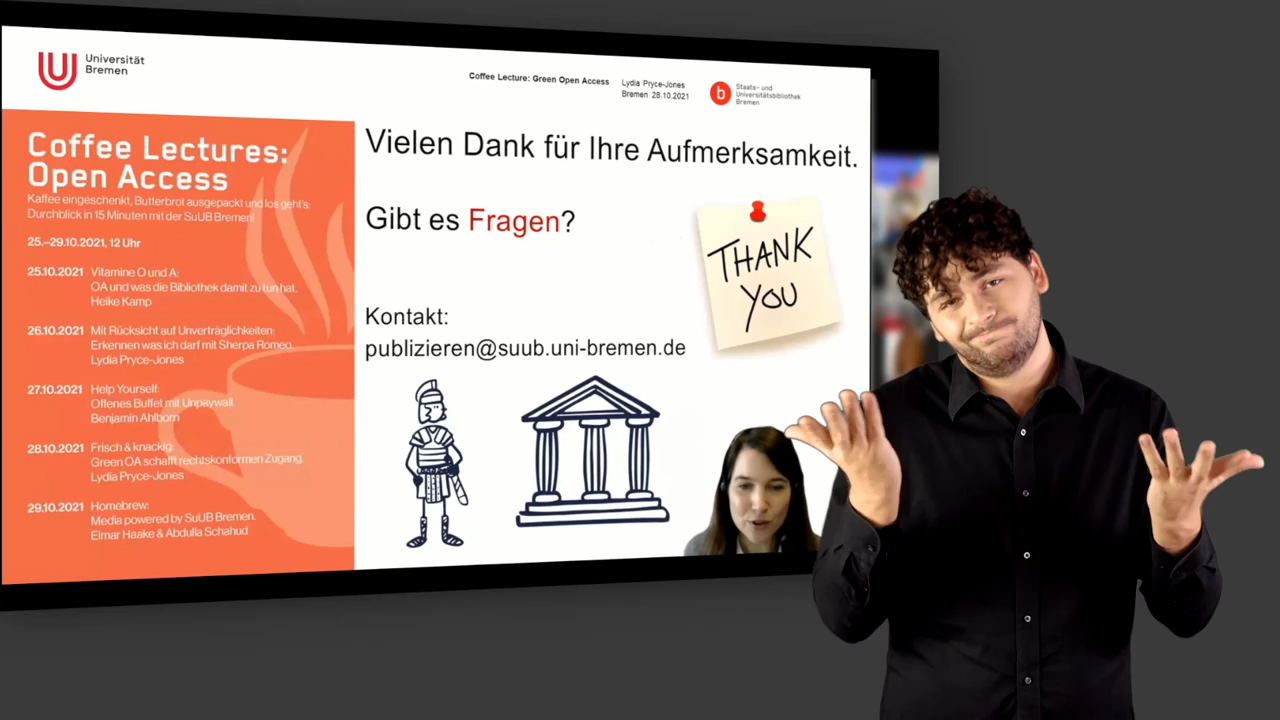 Universität
Bremen
Coffee Lecture: Green Open Access
Lydia Pryce-Jones
Bremen 28.10.2021
b
Staats- und
Universitätsbibliothek
Bremen
Coffee Lectures:
Open Access
Kaffee eingeschenkt, Butterbrot ausgepackt und los geht's:
Durchblick in 15 Minuten mit der SuUB Bremen!
25.–29.10.2021, 12 Uhr
25.10.2021 Vitamine O und A:
OA und was die Bibliothek damit zu tun hat.
Heike Kamp
26.10.2021 Mit Rücksicht auf Unverträglichkeiten:
Erkennen was ich darf mit Sherpa Romeo.
Lydia Pryce-Jones
27.10.2021 Help Yourself:
Offenes Buffet mit Unpaywall.
Benjamin Ahlborn
28.10.2021 Frisch & knackig:
Green OA schafft rechtskonformen Zugang.
Lydia Pryce-Jones
29.10.2021 Homebrew:
Media powered by SuUB Bremen.
Elmar Haake & Abdulla Schahud
Vielen Dank für Ihre Aufmerksamkeit.
Gibt es Fragen?
THANK
YOU
Kontakt:
publizieren@suub.uni-bremen.de